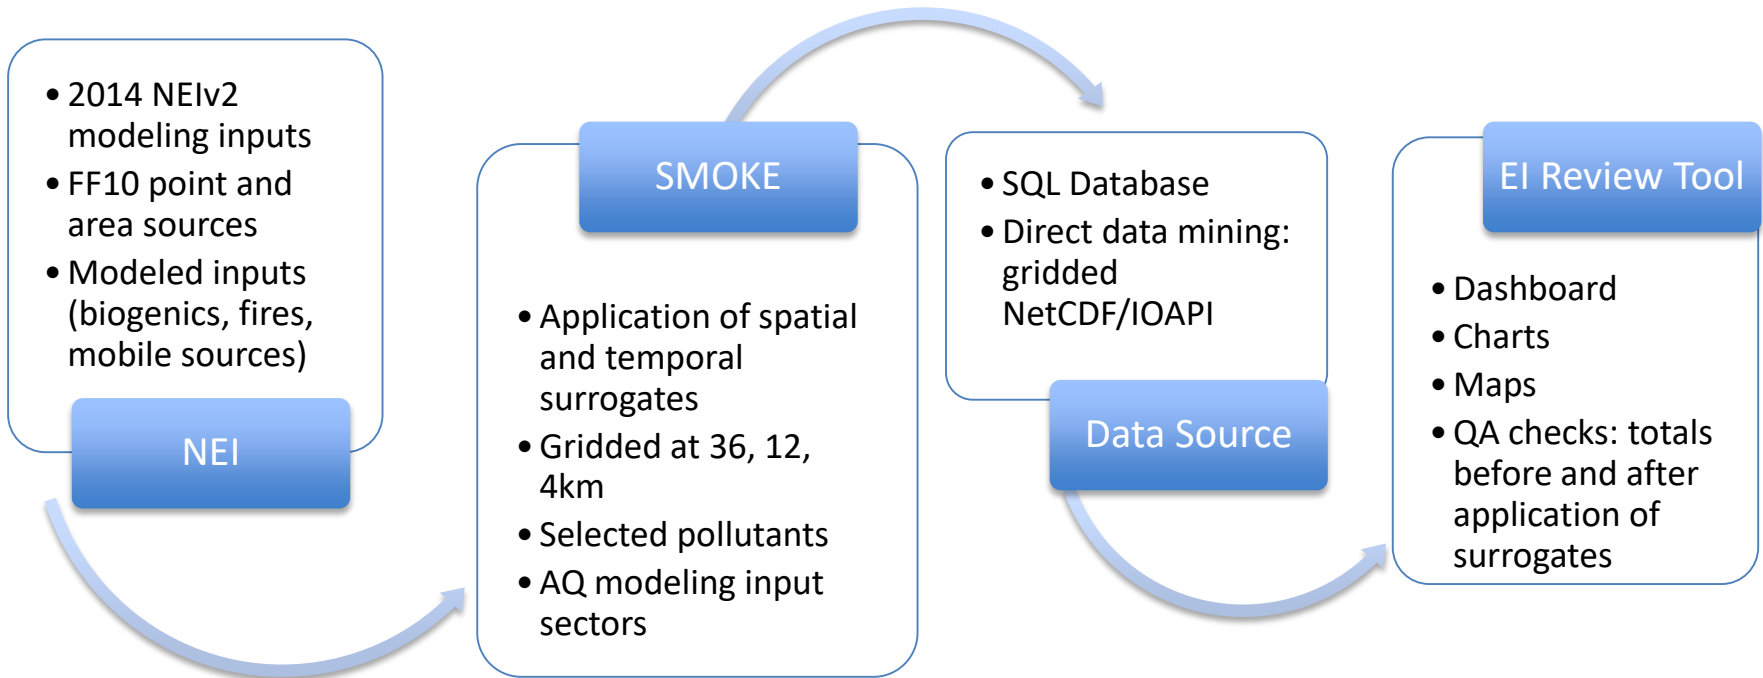 • 2014 NEIv2
modeling inputs
• FF10 point and
area sources
• Modeled inputs
(biogenics, fires,
mobile sources)
NEI
SMOKE
• Application of spatial
and temporal
surrogates
• Gridded at 36, 12,
4km
• Selected pollutants
• AQ modeling input
sectors
• SQL Database
• Direct data mining:
gridded
NetCDF/IOAPI
Data Source
EI Review Tool
• Dashboard
• Charts
• Maps
• QA checks: totals
before and after
application of
surrogates